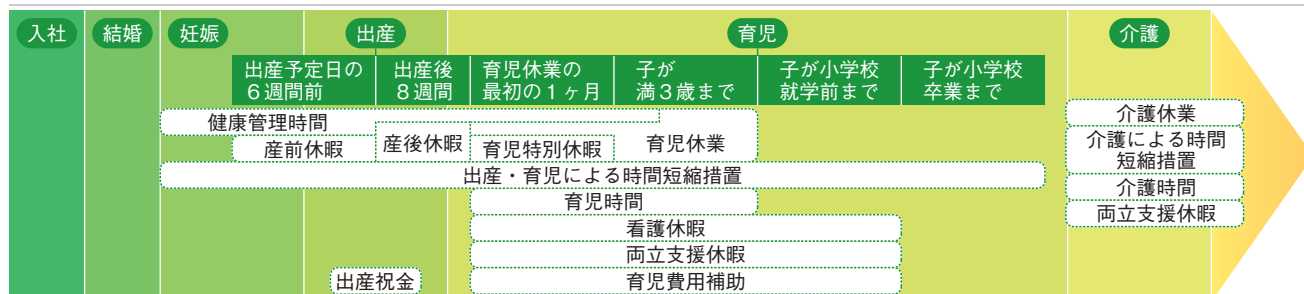 入社
結婚
妊娠
出産
育児
介護
出産予定日の
６週間前
出産後
８週間
育児休業の
最初の１ヶ月
子が
満３歳まで
子が小学校
就学前まで
子が小学校
卒業まで
健康管理時間
産前休暇
産後休暇
育児特別休暇
育児休業
出産・育児による時間短縮措置
育児時間
看護休暇
両立支援休暇
出産祝金
育児費用補助
介護休業
介護による時間
短縮措置
介護時間
両立支援休暇